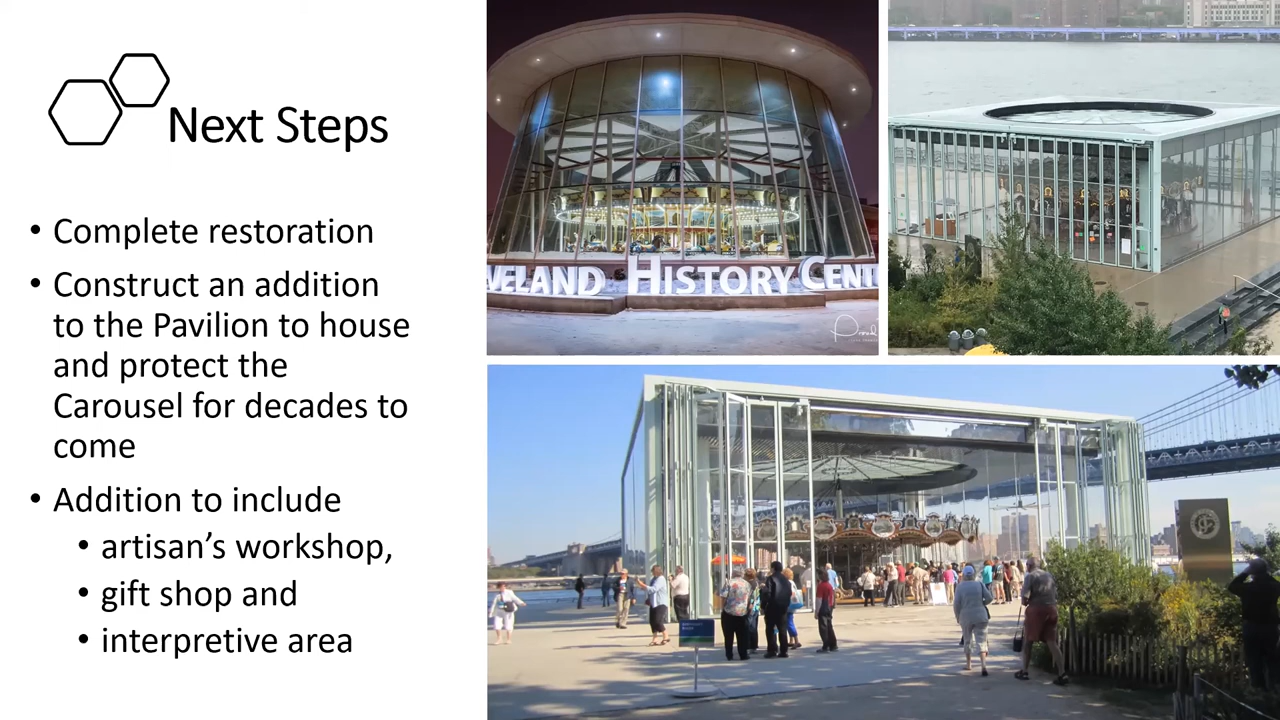 Next Steps
• Complete restoration
• Construct an addition
to the Pavilion to house
and protect the
Carousel for decades to
come
• Addition to include
• artisan’s workshop,
• gift shop and
• interpretive area
VELAND HISTORY CENT
Proud